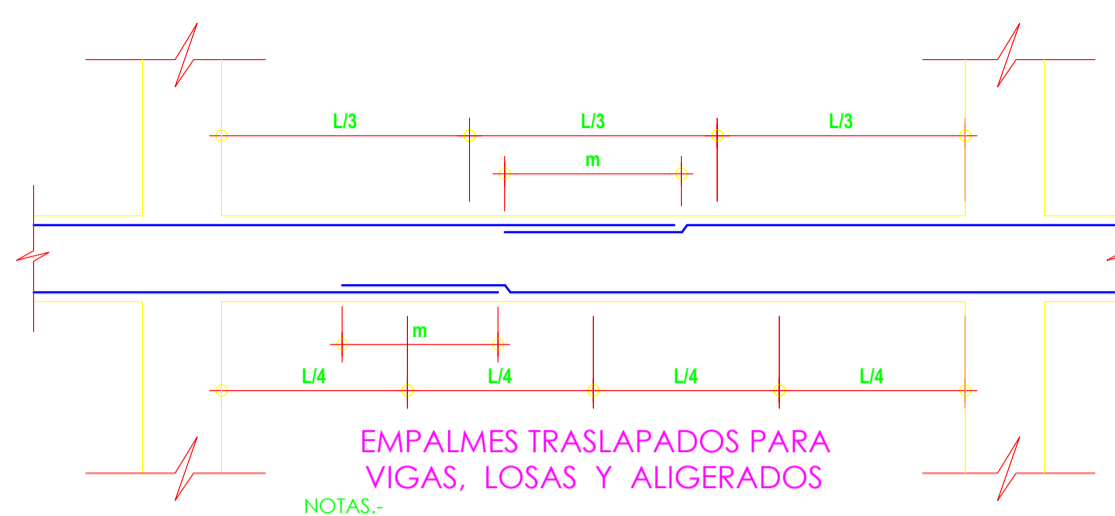 L/3 L/3 L/3
m
m
L/4 L/4 L/4 L/4
EMPALMES TRASLAPADOS PARA
VIGAS, LOSAS Y ALIGERADOS
NOTAS.-